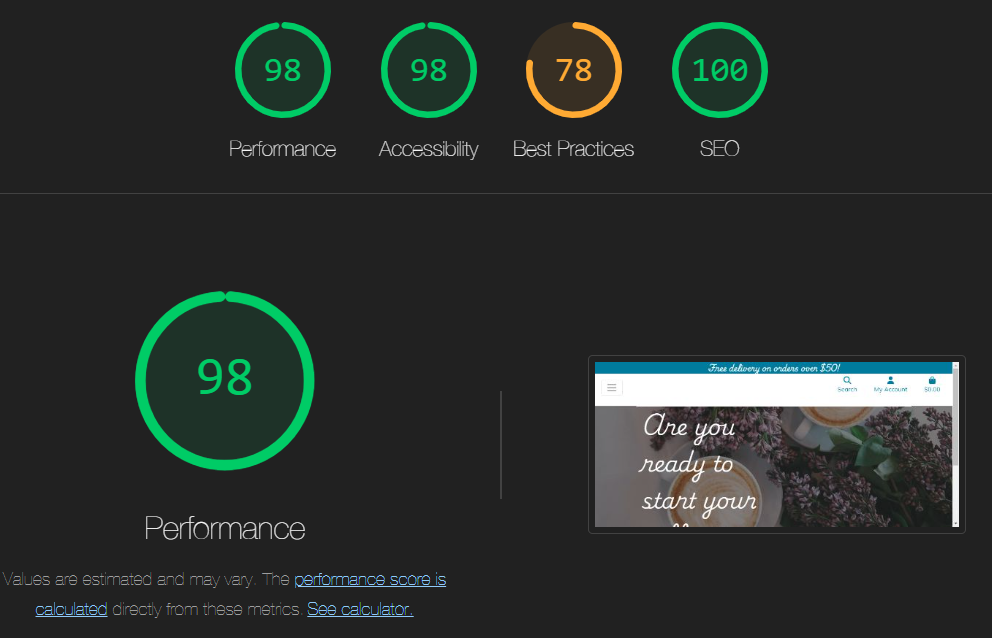 98 98 78 100
Performance Accessibility Best Practices SEO
98
Performance
Values are estimated and may vary. The performance score is
calculated directly from these metrics. See calculator.
Free delivery on orders over $50!
Search My Account $0.00
Are you
ready to
start your